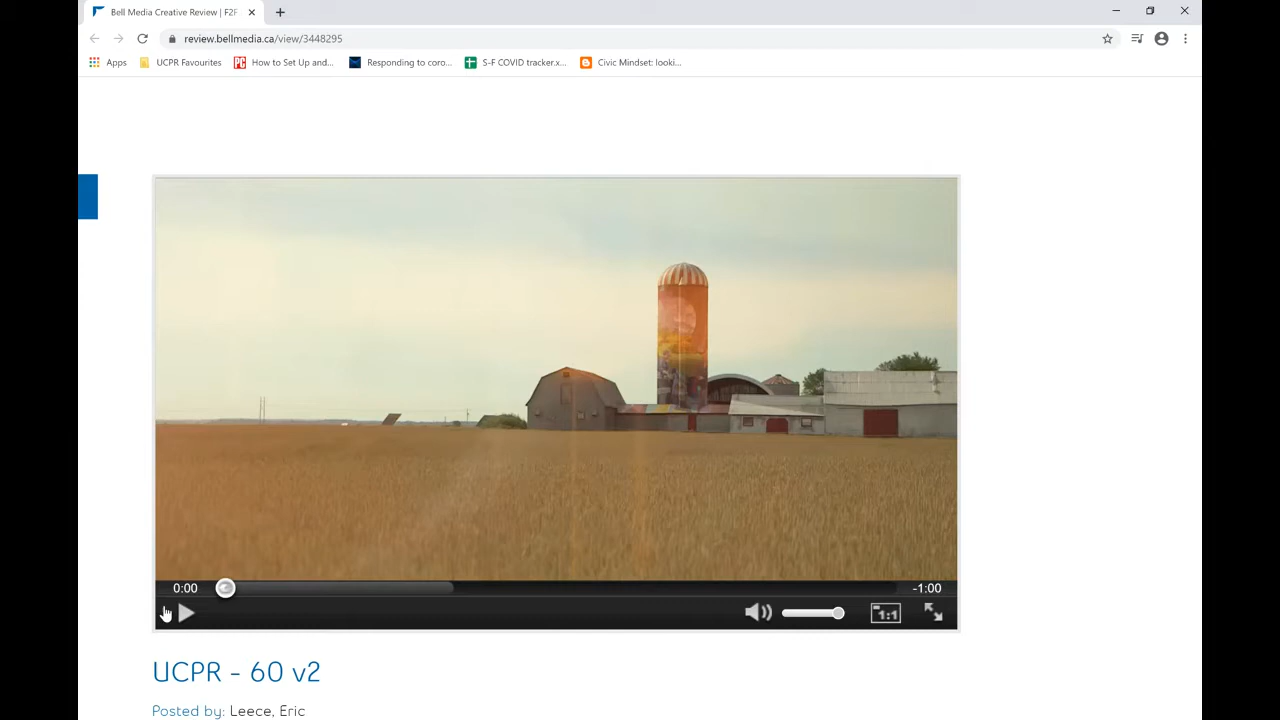 Bell Media Creative Review | F2F
review.bellmedia.ca/view/3448295
Apps UCPR Favourites How to Set Up and... Responding to coro... S-F COVID tracker.x... Civic Mindset: looki...
0:00 -1:00
1:1
UCPR - 60 v2
Posted by: Leece, Eric